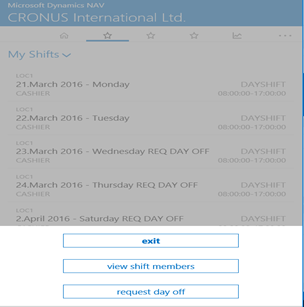 Microsoft Dynamics NAV
CRONUS International Ltd.
My Shifts
LOC1
21.March 2016 - Monday DAYSHIFT
CASHIER 08:00:00-17:00:00
LOC1
22.March 2016 - Tuesday DAYSHIFT
CASHIER 08:00:00-17:00:00
LOC1
23.March 2016 - Wednesday REQ DAY OFF DAYSHIFT
CASHIER 08:00:00-17:00:00
LOC1
24.March 2016 - Thursday REQ DAY OFF DAYSHIFT
CASHIER 08:00:00-17:00:00
LOC1
2.April 2016 - Saturday REQ DAY OFF DAYSHIFT
exit
view shift members
request day off